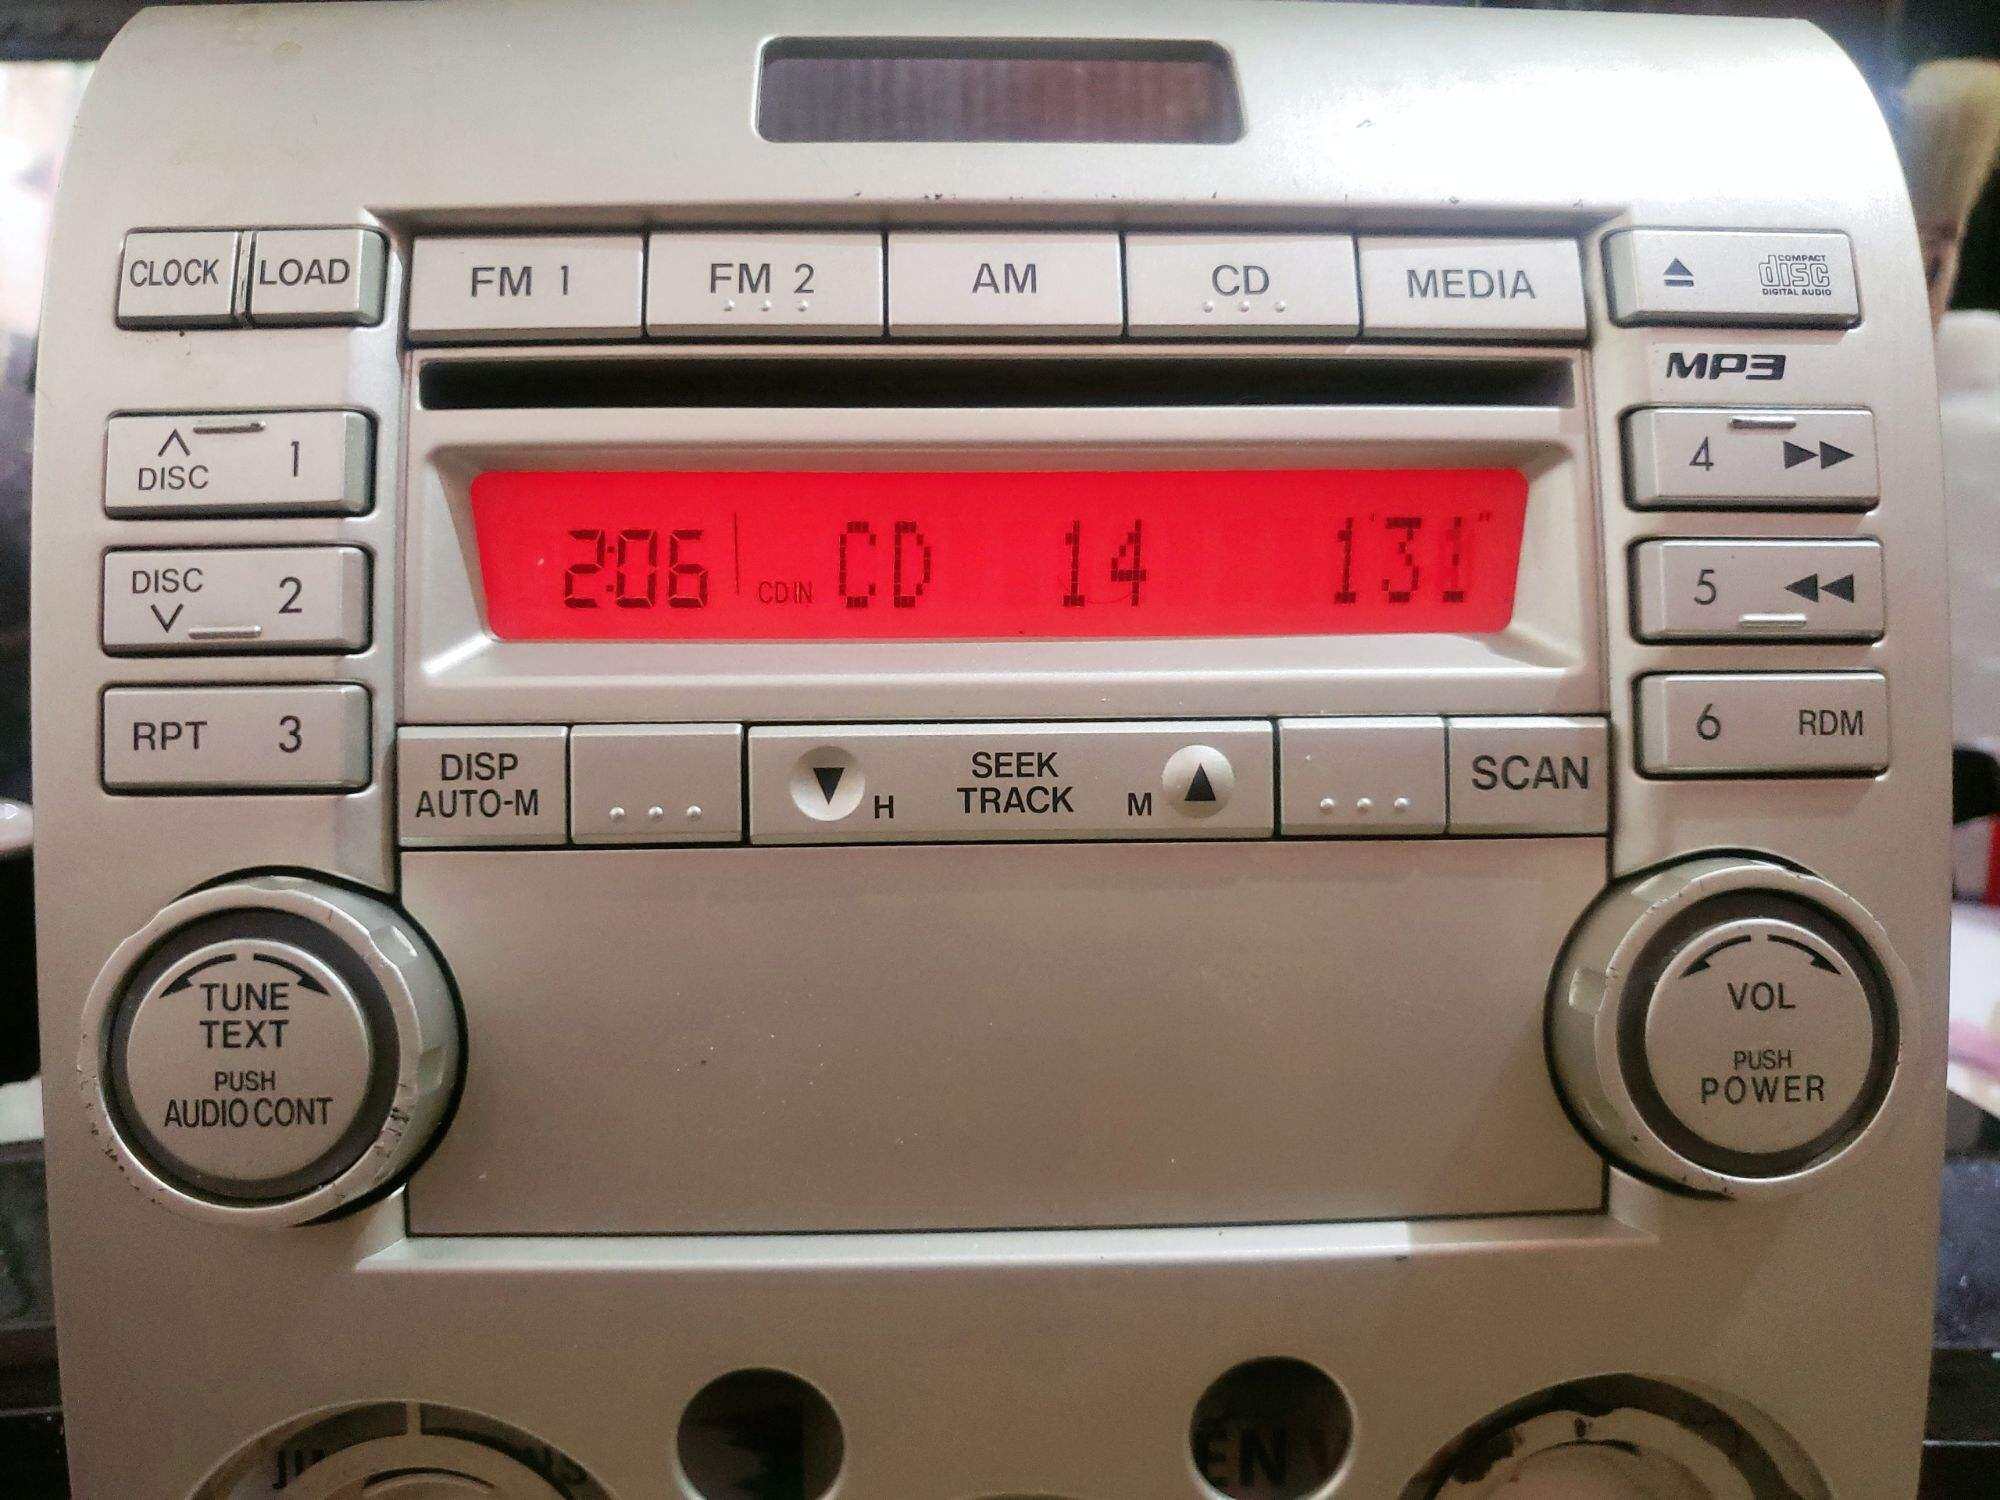 CLOCK LOAD FM 1 FM 2 AM CD MEDIA COMPACT
disc
DIGITAL AUDIO
MP3
DISC 1
4
2:06 CD IN CD 14 1'31"
DISC 2
5
RPT 3
6 RDM
DISP
AUTO-M
H SEEK
TRACK M
SCAN
TUNE
TEXT
PUSH
AUDIO CONT
VOL
PUSH
POWER